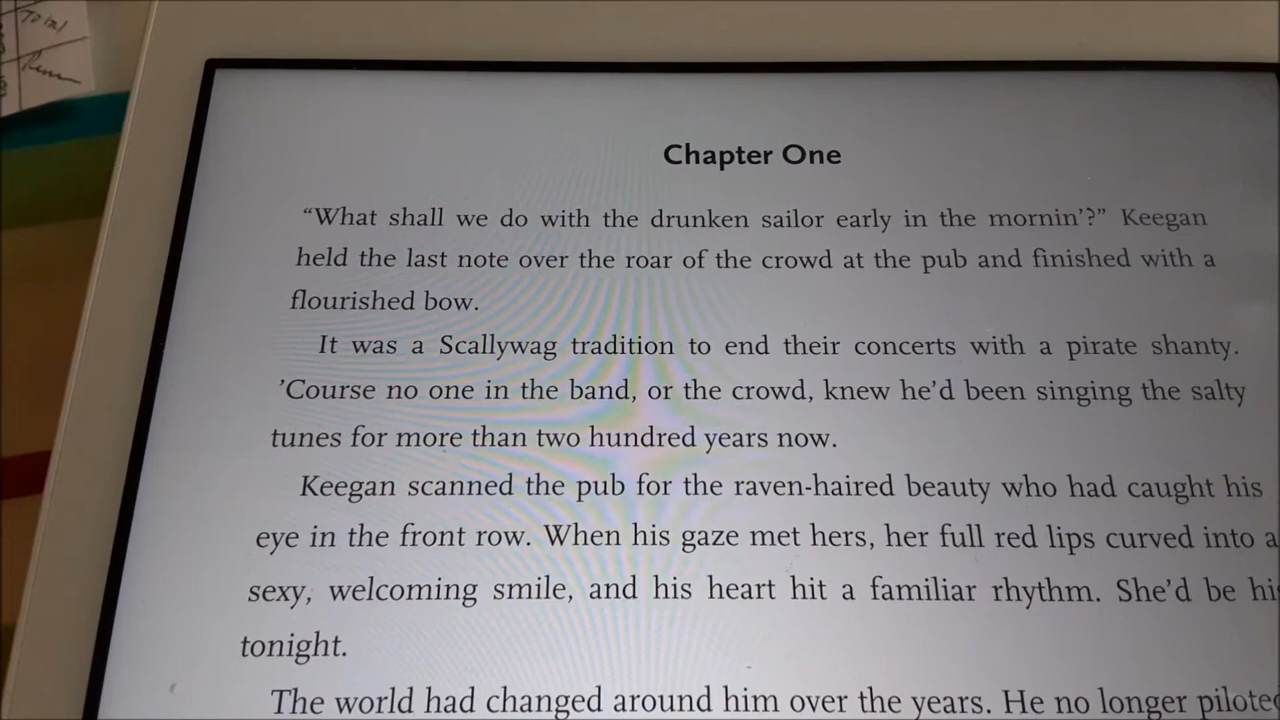 Total
Chapter One
“What shall we do with the drunken sailor early in the mornin’?” Keegan
held the last note over the roar of the crowd at the pub and finished with a
flourished bow.
It was a Scallywag tradition to end their concerts with a pirate shanty.
’Course no one in the band, or the crowd, knew he’d been singing the salty
tunes for more than two hundred years now.
Keegan scanned the pub for the raven-haired beauty who had caught his
eye in the front row. When his gaze met hers, her full red lips curved into a
sexy, welcoming smile, and his heart hit a familiar rhythm. She’d be
tonight.
The world had changed around him over the years. He no longer